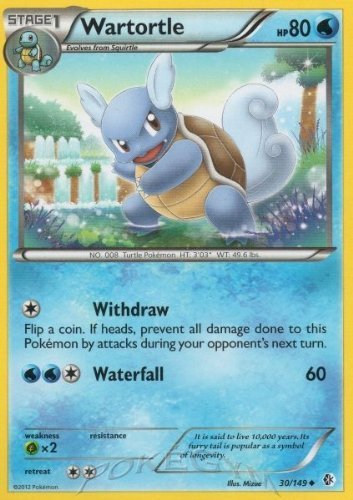 STAGE1
Wartortle
HP80
Evolves from Squirtle
NO. 008 Turtle Pokémon HT: 3'03" WT: 49.6 lbs.
Withdraw
Flip a coin. If heads, prevent all damage done to this
Pokémon by attacks during your opponent's next turn.
Waterfall 60
weakness
×2
resistance
retreat
It is said to live 10,000 years. Its
furry tail is popular as a symbol
of longevity.
©2012 Pokémon
Illus. Mizue
30/149